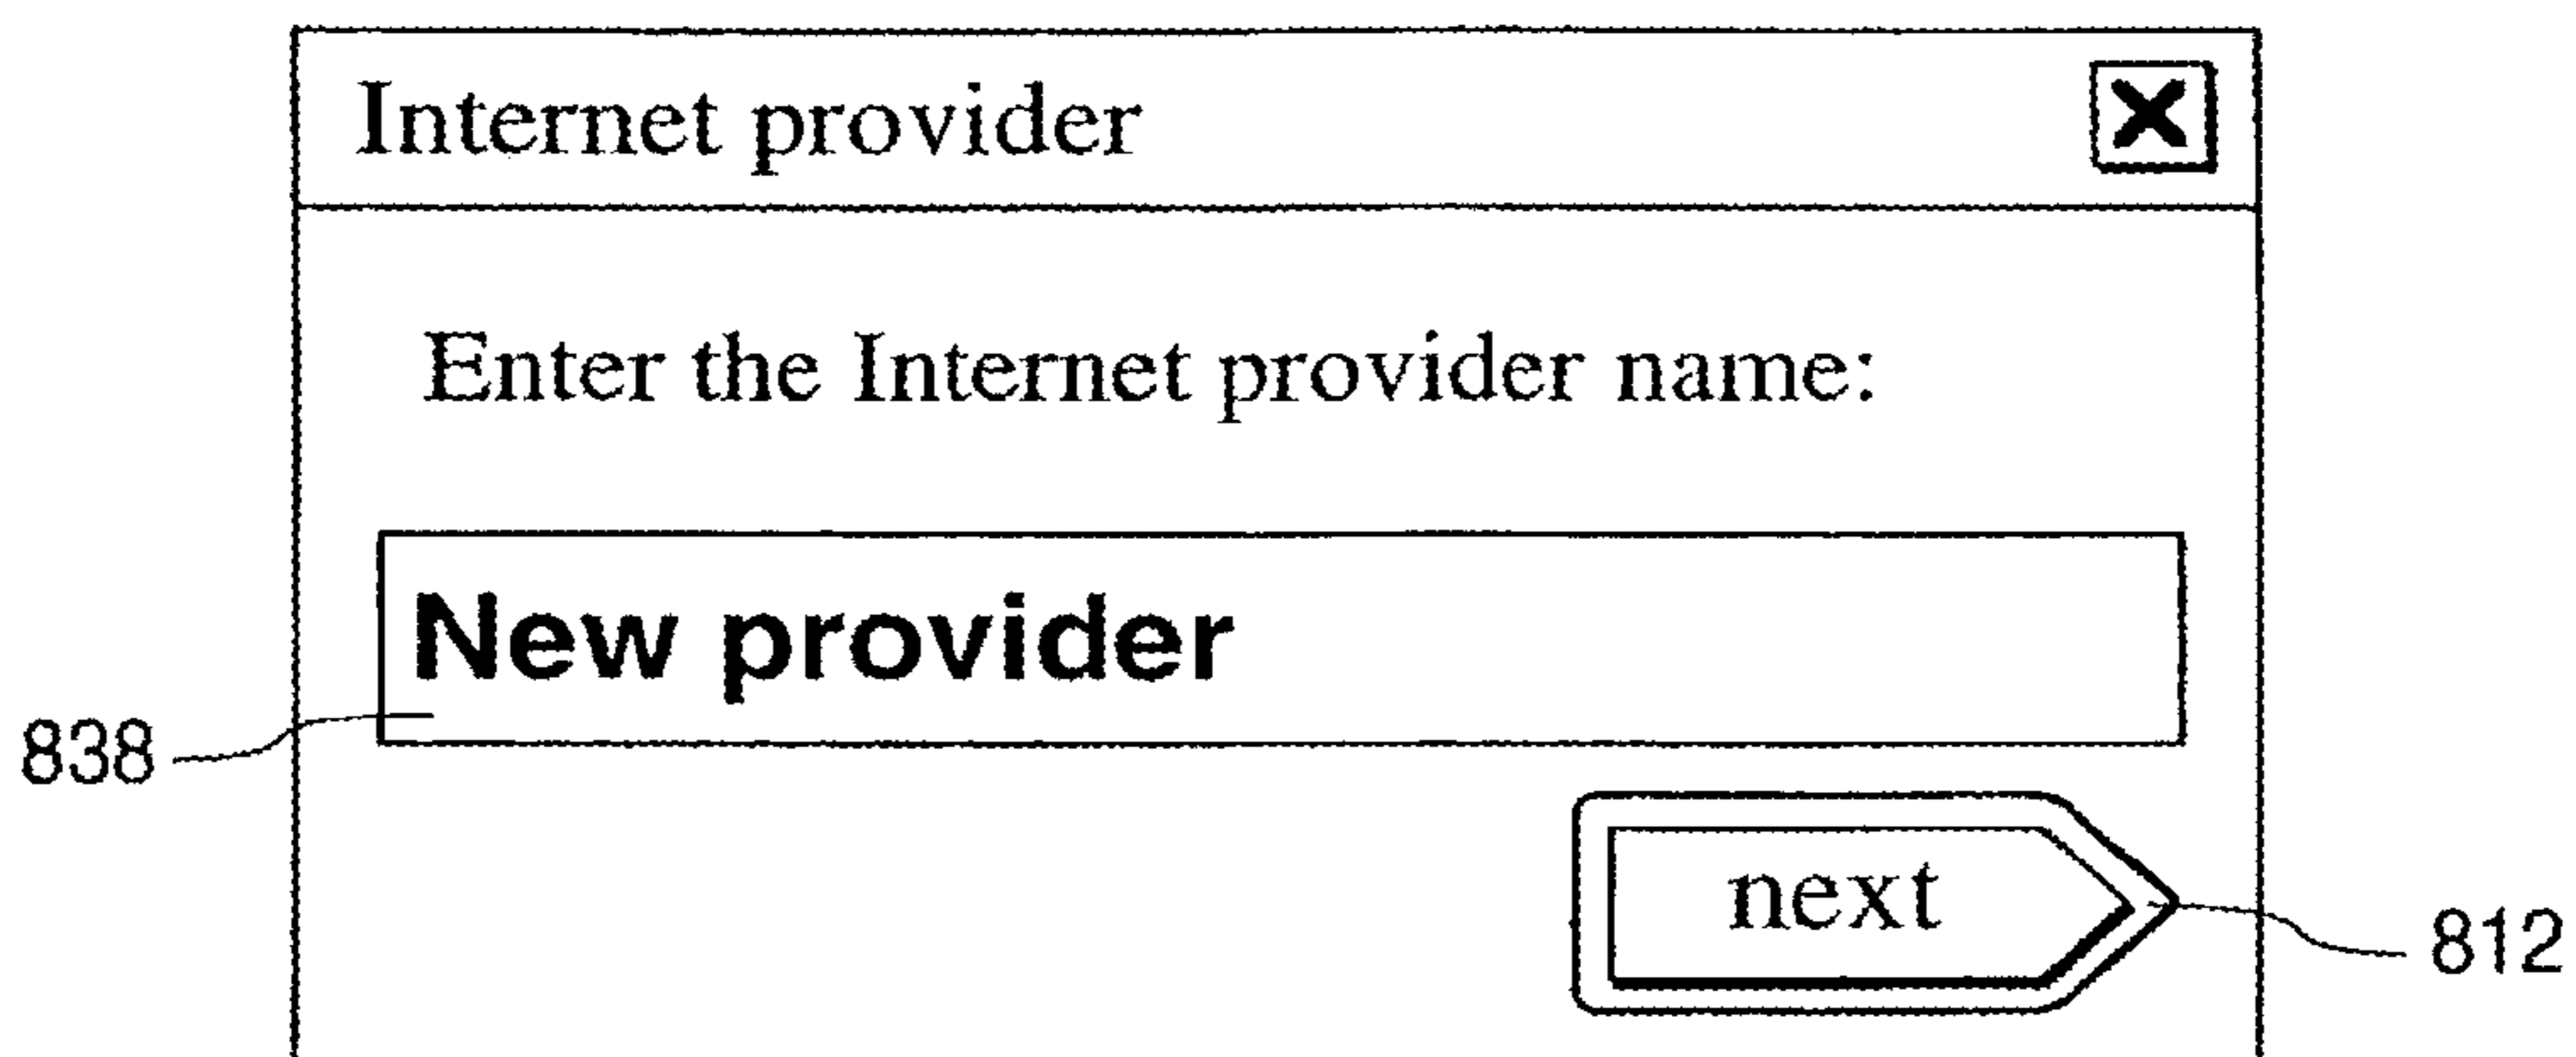 Internet provider
Enter the Internet provider name:
New provider
838
next
812